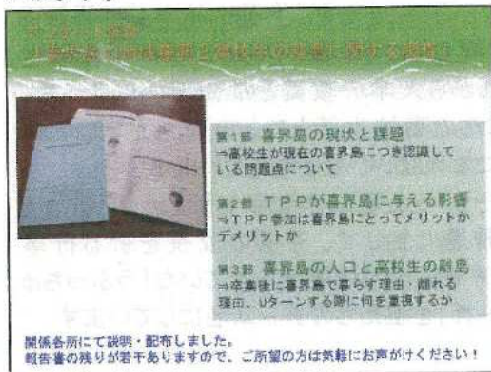 第1部 喜界島の現状と課題
→高校生が現在の喜界島につき認識して
いる問題点について
第2部 TPPが喜界島に与える影響
→TPP参加は喜界島にとってメリットか
デメリットか
第3部 喜界島の人口と高校生の離島
→卒業後に喜界島で暮らす理由・離れる
理由、Uターンする際に何を重視するか
関係各所にて説明・配布しました。
報告書の残りが若干ありますので、ご所望の方は気軽にお声がけください!